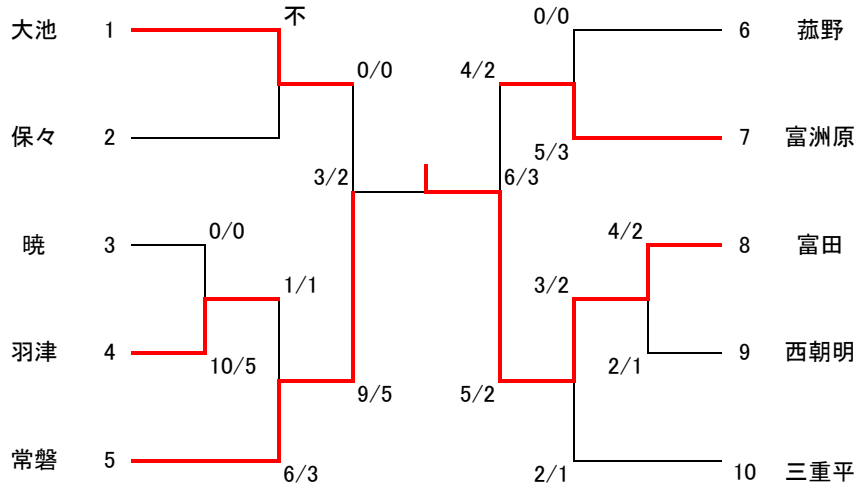 大池 1 不 0/0 6 菰野
0/0 4/2
保々 2 5/3 7 富洲原
3/2 6/3
暁 3 0/0 4/2 8 富田
1/1 3/2
羽津 4 10/5 2/1 9 西朝明
9/5 5/2
常磐 5 6/3 2/1 10 三重平